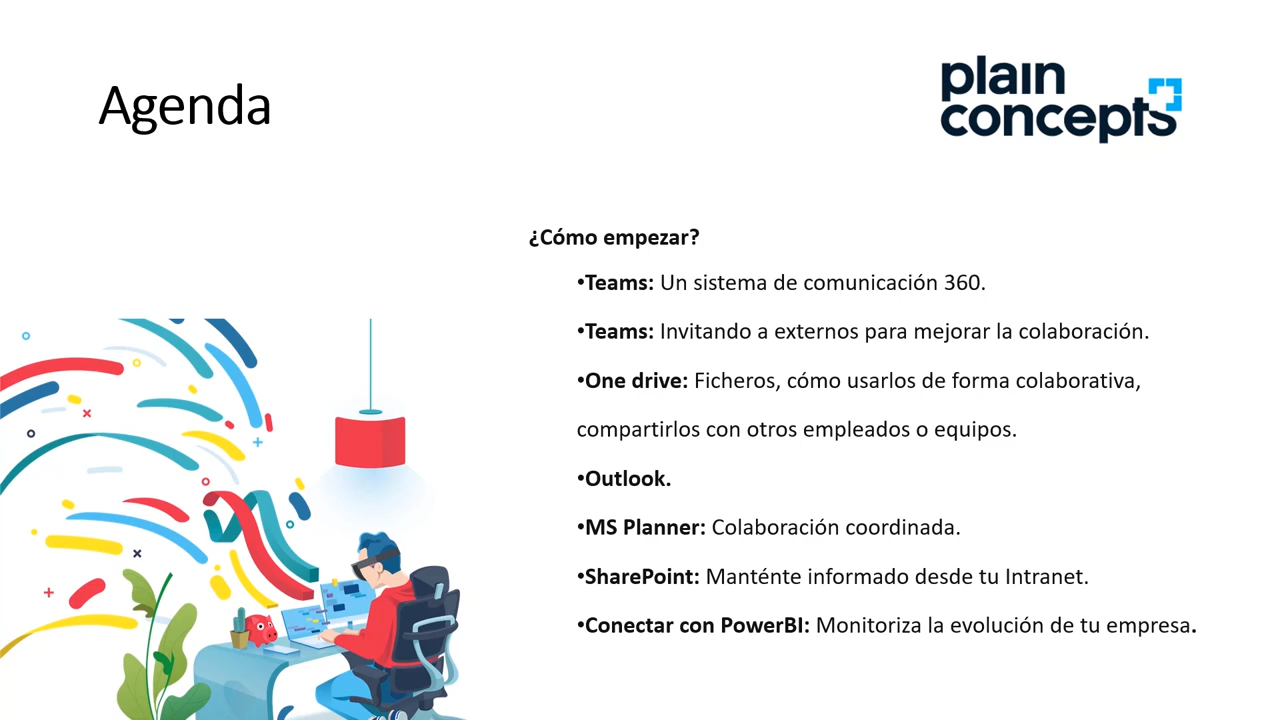 Agenda
plain
concepts
¿Cómo empezar?
•Teams: Un sistema de comunicación 360.
•Teams: Invitando a externos para mejorar la colaboración.
•One drive: Ficheros, cómo usarlos de forma colaborativa,
compartirlos con otros empleados o equipos.
•Outlook.
•MS Planner: Colaboración coordinada.
•SharePoint: Manténte informado desde tu Intranet.
•Conectar con PowerBI: Monitoriza la evolución de tu empresa.